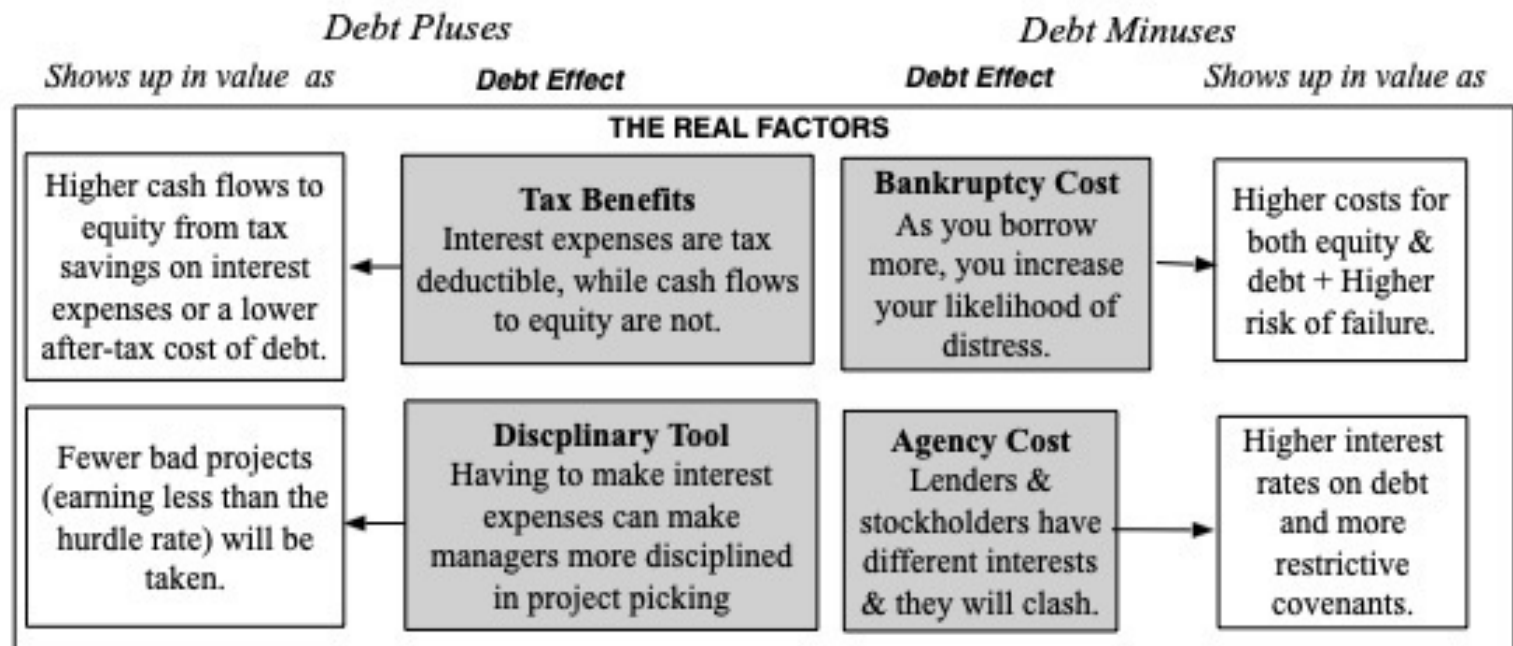 Debt Pluses
Debt Minuses
Shows up in value as
Debt Effect
Debt Effect
Shows up in value as
THE REAL FACTORS
Higher cash flows to
equity from tax
savings on interest
expenses or a lower
after-tax cost of debt.
Tax Benefits
Interest expenses are tax
deductible, while cash flows
to equity are not.
Bankruptcy Cost
As you borrow
more, you increase
your likelihood of
distress.
Higher costs for
both equity &
debt + Higher
risk of failure.
Fewer bad projects
(earning less than the
hurdle rate) will be
taken.
Discplinary Tool
Having to make interest
expenses can make
managers more disciplined
in project picking
Agency Cost
Lenders &
stockholders have
different interests
& they will clash.
Higher interest
rates on debt
and more
restrictive
covenants.